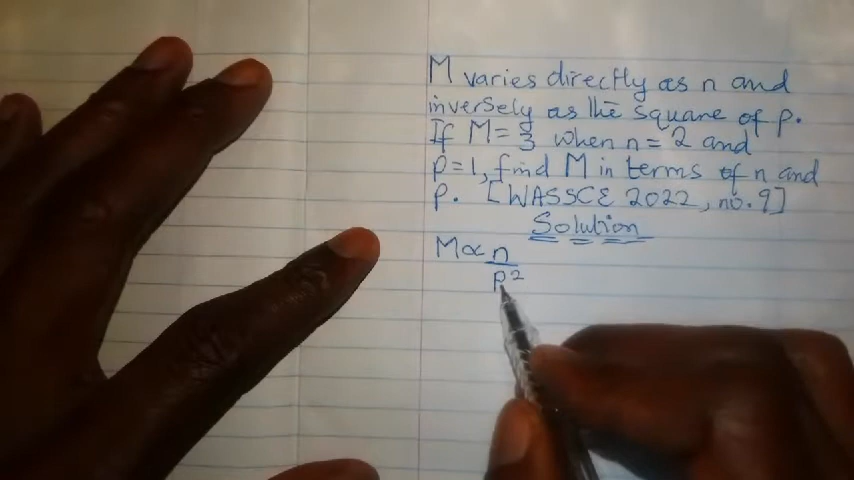 M varies directly as n and
inversely as the square of p.
If M = 3 when n = 2 and
p = 1, find M in terms of n and
p. [WASSCE 2022, no. 9]
Solution
M ∝ n
p²